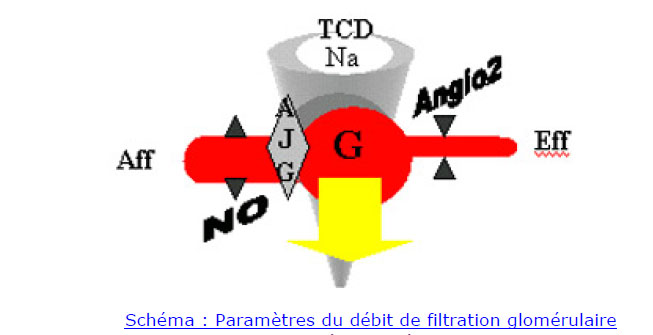 TCD
Na
Angio2
A
J
G
G
Aff
Eff
NO
Schéma : Paramètres du débit de filtration glomérulaire